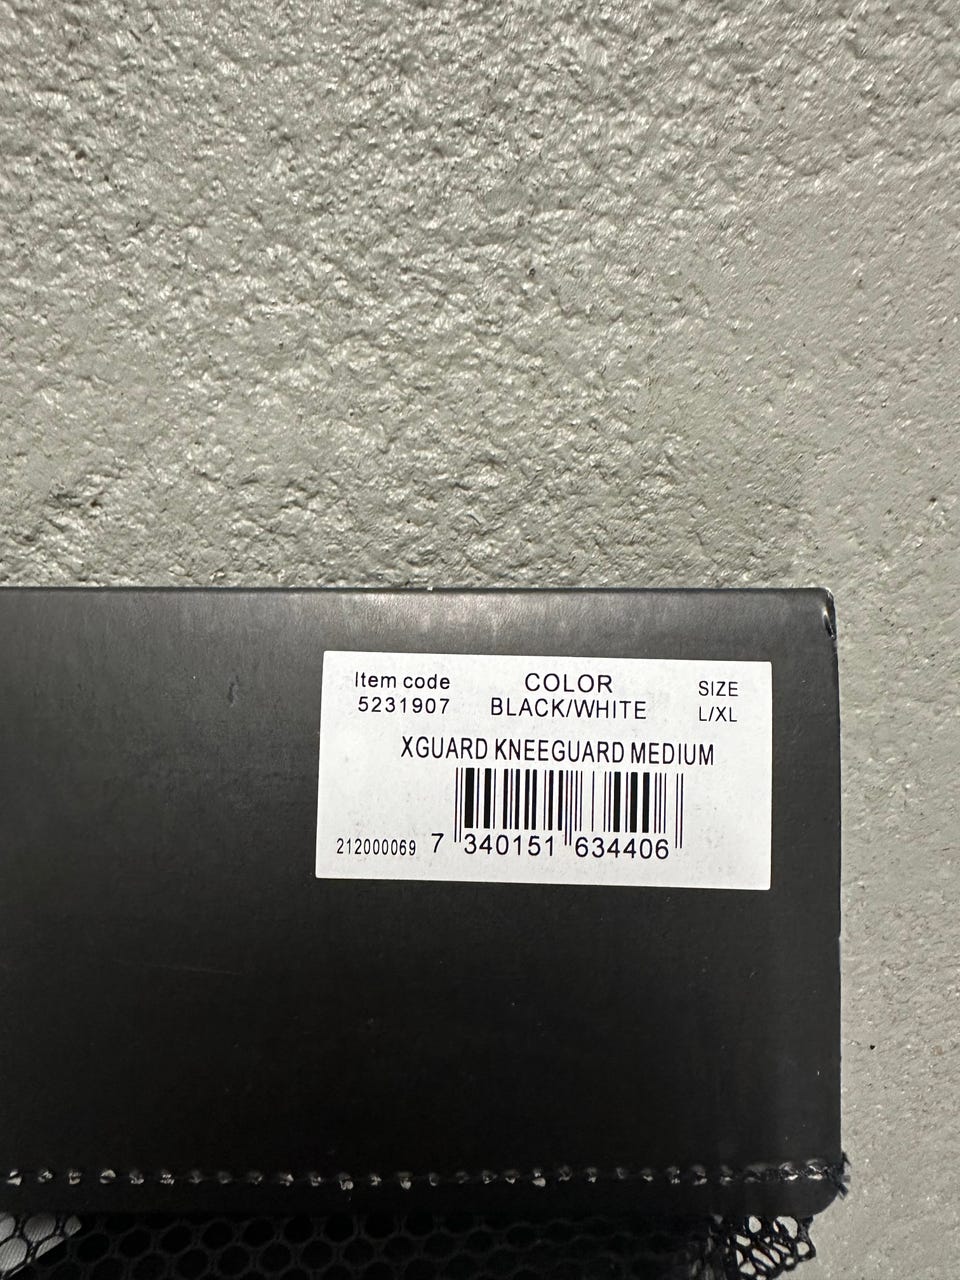 Item code COLOR SIZE
5231907 BLACK/WHITE L/XL
XGUARD KNEEGUARD MEDIUM
212000069 7 340151 634406